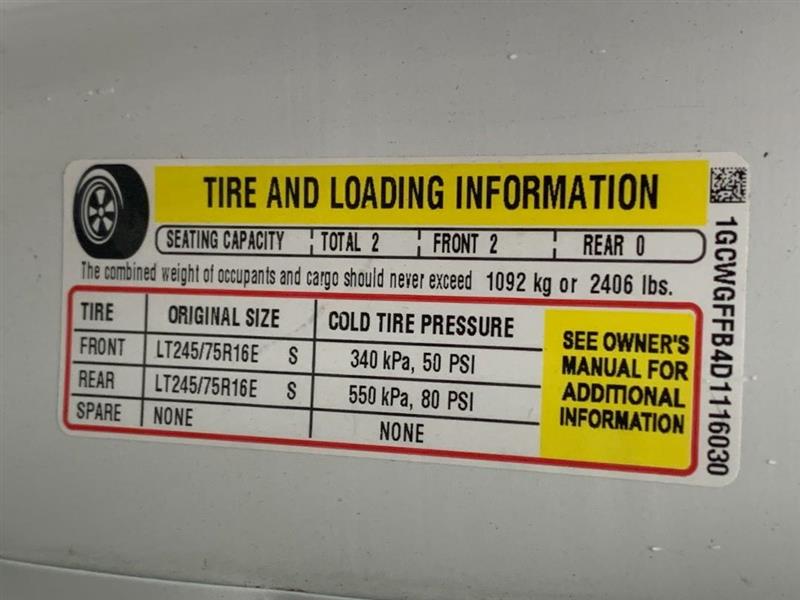 TIRE AND LOADING INFORMATION
SEATING CAPACITY TOTAL 2 FRONT 2 REAR 0
The combined weight of occupants and cargo should never exceed 1092 kg or 2406 lbs.
TIRE ORIGINAL SIZE COLD TIRE PRESSURE
FRONT LT245/75R16E S 340 kPa, 50 PSI
REAR LT245/75R16E S 550 kPa, 80 PSI
SPARE NONE NONE
SEE OWNER'S
MANUAL FOR
ADDITIONAL
INFORMATION
1GCWGFFB4D1116030